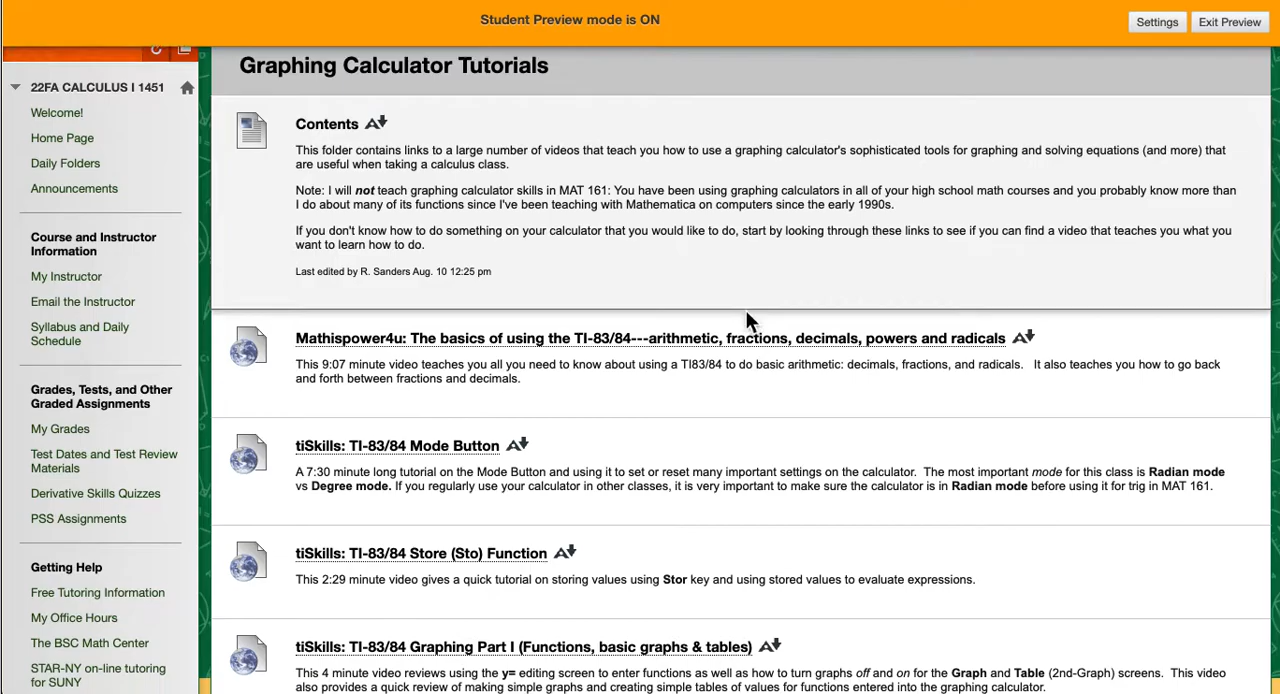 Student Preview mode is ON
Settings
Exit Preview
22FA CALCULUS I 1451
Welcome!
Home Page
Daily Folders
Announcements
Course and Instructor
Information
My Instructor
Email the Instructor
Syllabus and Daily
Schedule
Grades, Tests, and Other
Graded Assignments
My Grades
Test Dates and Test Review
Materials
Derivative Skills Quizzes
PSS Assignments
Getting Help
Free Tutoring Information
My Office Hours
The BSC Math Center
STAR-NY on-line tutoring
for SUNY
Graphing Calculator Tutorials
Contents
This folder contains links to a large number of videos that teach you how to use a graphing calculator's sophisticated tools for graphing and solving equations (and more) that
are useful when taking a calculus class.
Note: I will not teach graphing calculator skills in MAT 161: You have been using graphing calculators in all of your high school math courses and you probably know more than
I do about many of its functions since I've been teaching with Mathematica on computers since the early 1990s.
If you don't know how to do something on your calculator that you would like to do, start by looking through these links to see if you can find a video that teaches you what you
want to learn how to do.
Last edited by R. Sanders Aug. 10 12:25 pm
Mathispower4u: The basics of using the TI-83/84---arithmetic, fractions, decimals, powers and radicals
This 9:07 minute video teaches you all you need to know about using a TI83/84 to do basic arithmetic: decimals, fractions, and radicals. It also teaches you how to go back
and forth between fractions and decimals.
tiSkills: TI-83/84 Mode Button
A 7:30 minute long tutorial on the Mode Button and using it to set or reset many important settings on the calculator. The most important mode for this class is Radian mode
vs Degree mode. If you regularly use your calculator in other classes, it is very important to make sure the calculator is in Radian mode before using it for trig in MAT 161.
tiSkills: TI-83/84 Store (Sto) Function
This 2:29 minute video gives a quick tutorial on storing values using Stor key and using stored values to evaluate expressions.
tiSkills: TI-83/84 Graphing Part I (Functions, basic graphs & tables)
This 4 minute video reviews using the y= editing screen to enter functions as well as how to turn graphs off and on for the Graph and Table (2nd-Graph) screens. This video
also provides a quick review of making simple graphs and creating simple tables of values for functions entered into the graphing calculator.